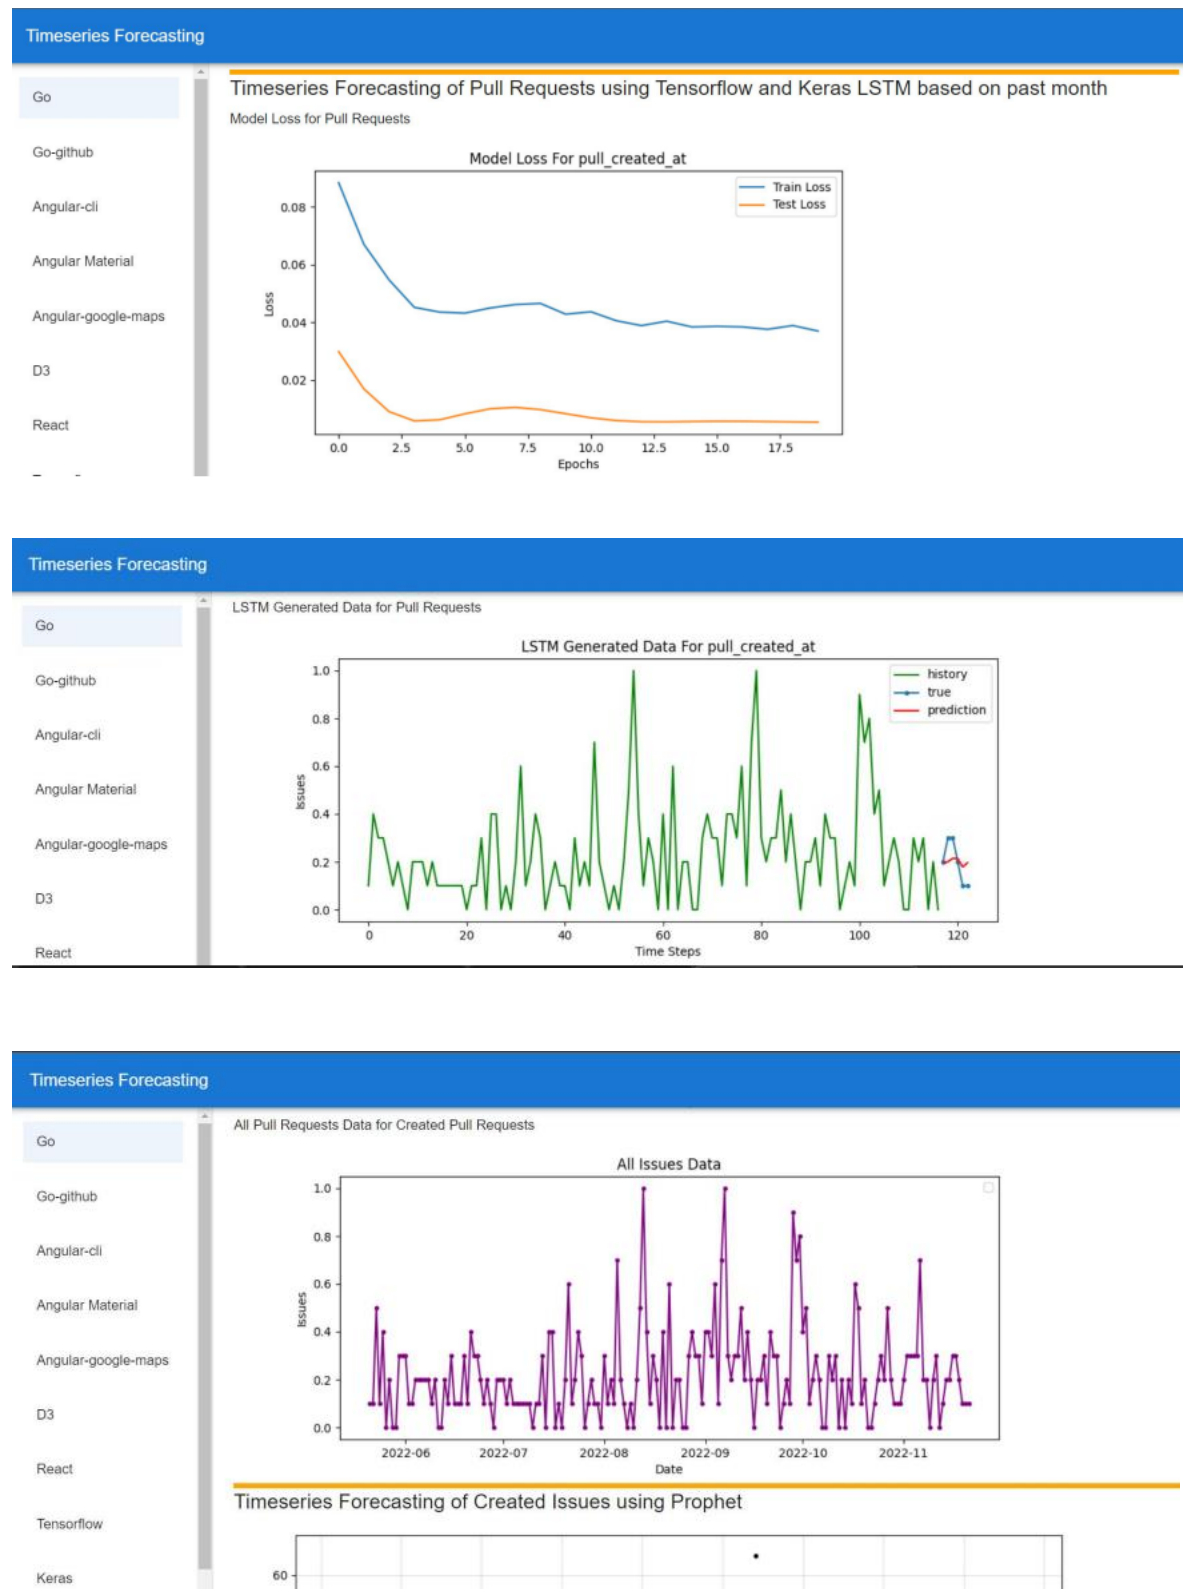 Timeseries Forecasting
Go
Go-github
Angular-cli
Angular Material
Angular-google-maps
D3
React
Timeseries Forecasting of Pull Requests using Tensorflow and Keras LSTM based on past month
Model Loss for Pull Requests
Model Loss For pull_created_at
Train Loss
Test Loss
0.08
0.06
0.04
0.02
Loss
0.0 2.5 5.0 7.5 10.0 12.5 15.0 17.5
Epochs
Timeseries Forecasting
Go
Go-github
Angular-cli
Angular Material
Angular-google-maps
D3
React
LSTM Generated Data for Pull Requests
LSTM Generated Data For pull_created_at
history
true
prediction
1.0
0.8
0.6
0.4
0.2
0.0
Issues
0 20 40 60 80 100 120
Time Steps
Timeseries Forecasting
Go
Go-github
Angular-cli
Angular Material
Angular-google-maps
D3
React
Tensorflow
Keras
All Pull Requests Data for Created Pull Requests
All Issues Data
1.0
0.8
0.6
0.4
0.2
0.0
Issues
2022-06 2022-07 2022-08 2022-09 2022-10 2022-11
Date
Timeseries Forecasting of Created Issues using Prophet
60